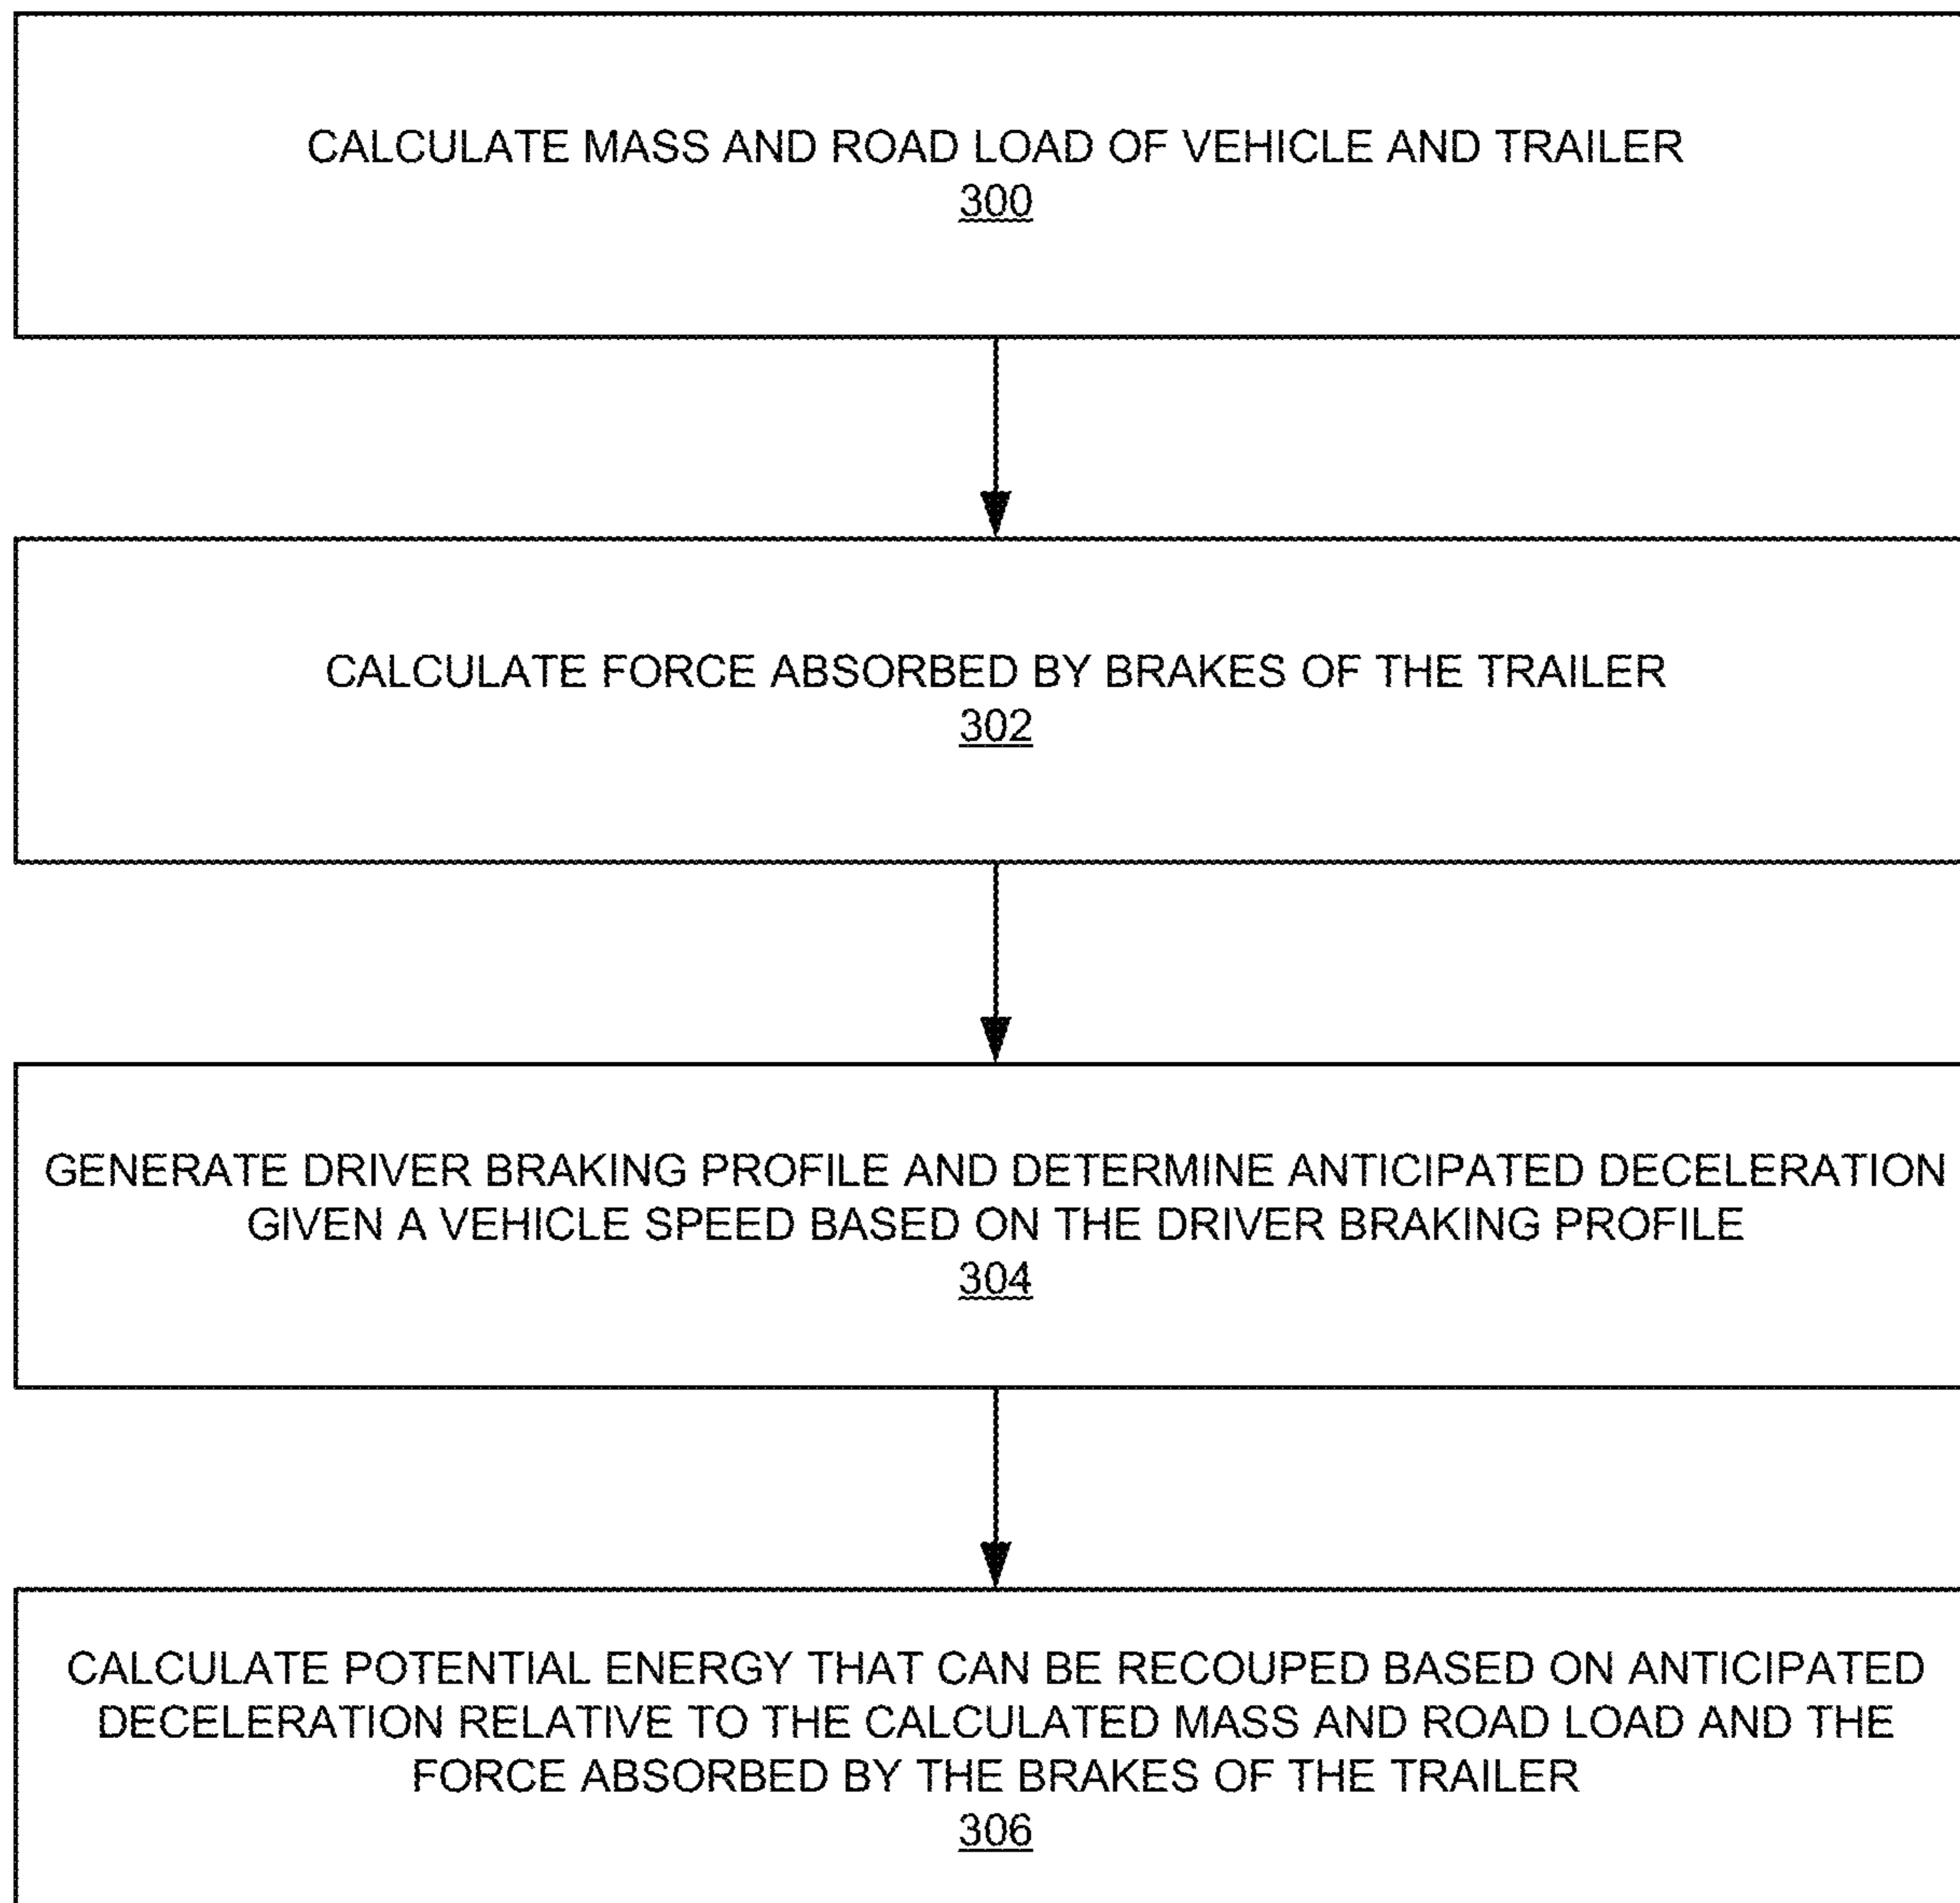 CALCULATE MASS AND ROAD LOAD OF VEHICLE AND TRAILER
300
CALCULATE FORCE ABSORBED BY BRAKES OF THE TRAILER
302
GENERATE DRIVER BRAKING PROFILE AND DETERMINE ANTICIPATED DECELERATION
GIVEN A VEHICLE SPEED BASED ON THE DRIVER BRAKING PROFILE
304
CALCULATE POTENTIAL ENERGY THAT CAN BE RECOUPED BASED ON ANTICIPATED
DECELERATION RELATIVE TO THE CALCULATED MASS AND ROAD LOAD AND THE
FORCE ABSORBED BY THE BRAKES OF THE TRAILER
306